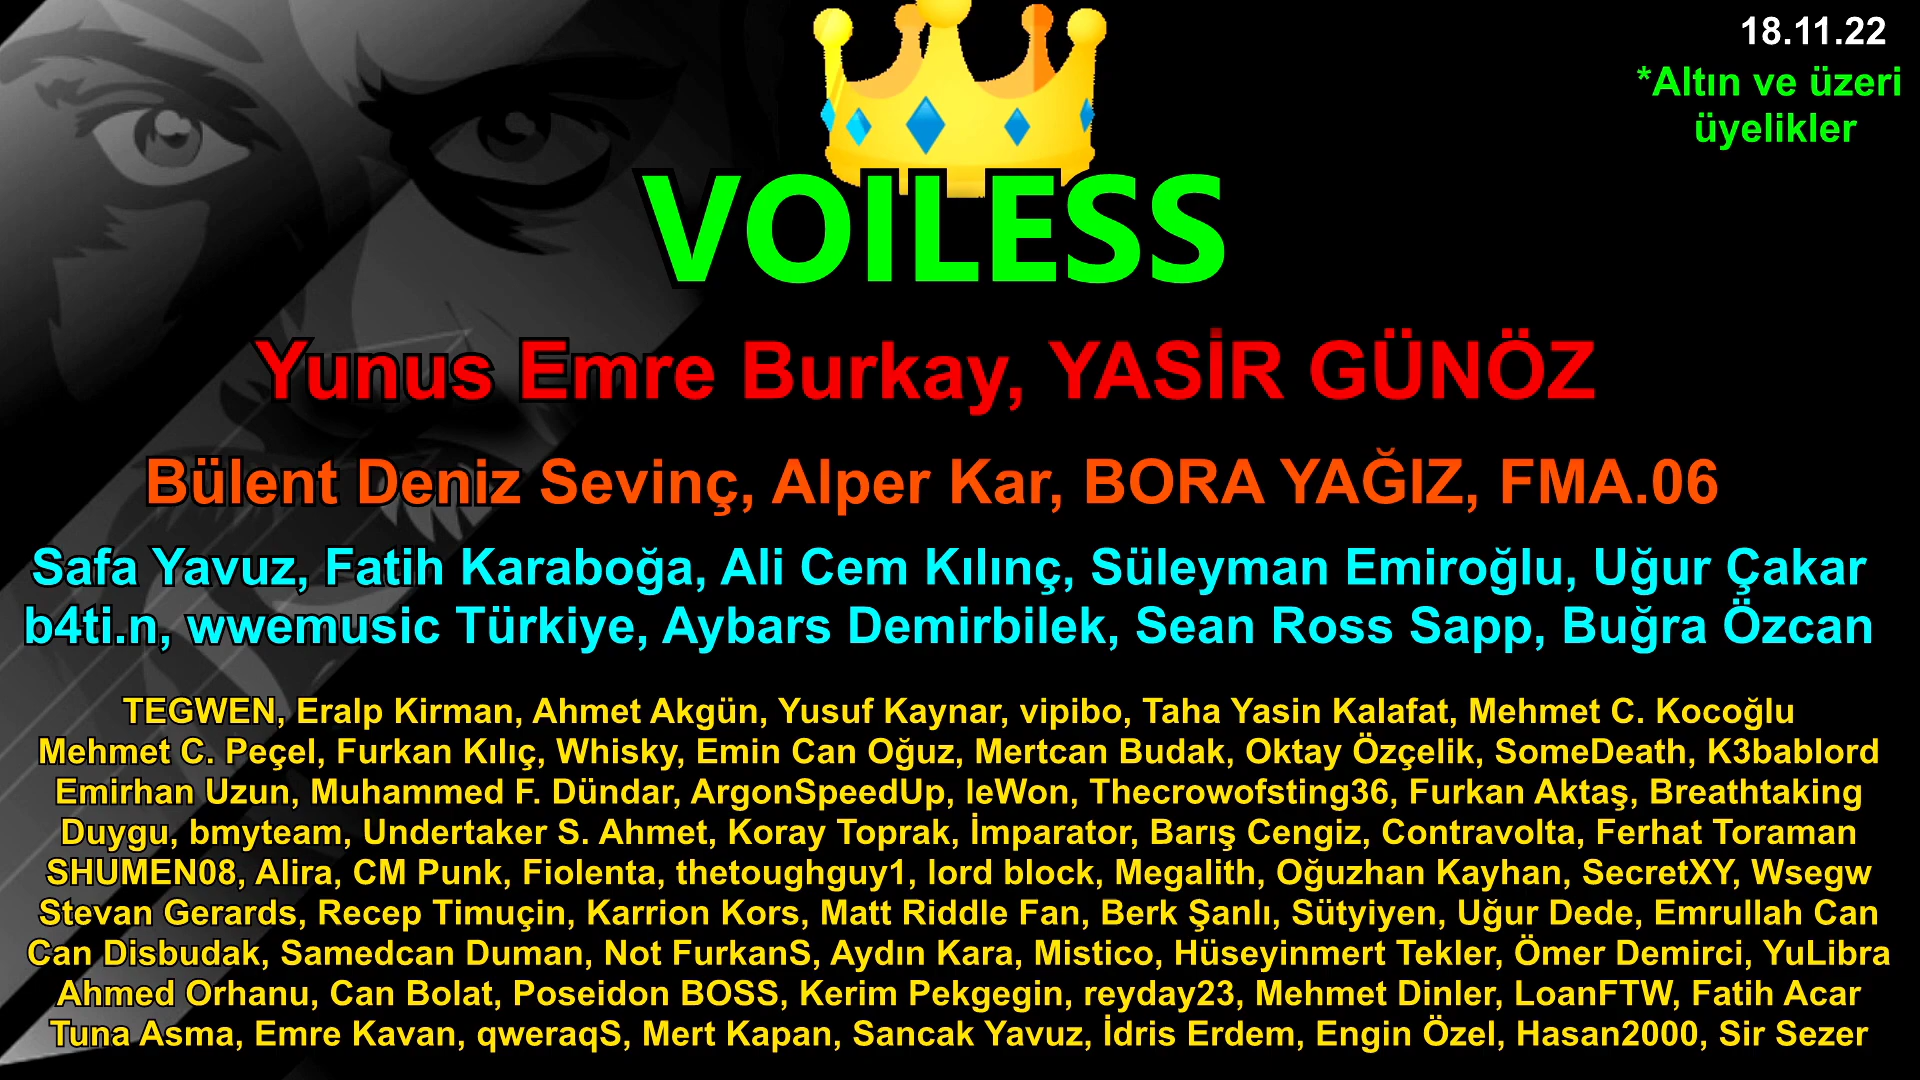 18.11.22
*Altın ve üzeri
üyelikler
VOILESS
Yunus Emre Burkay, YASİR GÜNÖZ
Bülent Deniz Sevinç, Alper Kar, BORA YAĞIZ, FMA.06
Safa Yavuz, Fatih Karaboğa, Ali Cem Kılınç, Süleyman Emiroğlu, Uğur Çakar
b4ti.n, wwemusic Türkiye, Aybars Demirbilek, Sean Ross Sapp, Buğra Özcan
TEGWEN, Eralp Kirman, Ahmet Akgün, Yusuf Kaynar, vipibo, Taha Yasin Kalafat, Mehmet C. Kocoğlu
Mehmet C. Peçel, Furkan Kılıç, Whisky, Emin Can Oğuz, Mertcan Budak, Oktay Özçelik, SomeDeath, K3bablord
Emirhan Uzun, Muhammed F. Dündar, ArgonSpeedUp, leWon, Thecrowofsting36, Furkan Aktaş, Breathtaking
Duygu, bmyteam, Undertaker S. Ahmet, Koray Toprak, İmparator, Barış Cengiz, Contravolta, Ferhat Toraman
SHUMEN08, Alira, CM Punk, Fiolenta, thetoughguy1, lord block, Megalith, Oğuzhan Kayhan, SecretXY, Wsegw
Stevan Gerards, Recep Timuçin, Karrion Kors, Matt Riddle Fan, Berk Şanlı, Sütyiyen, Uğur Dede, Emrullah Can
Can Disbudak, Samedcan Duman, Not FurkanS, Aydın Kara, Mistico, Hüseyinmert Tekler, Ömer Demirci, YuLibra
Ahmed Orhanu, Can Bolat, Poseidon BOSS, Kerim Pekgegin, reyday23, Mehmet Dinler, LoanFTW, Fatih Acar
Tuna Asma, Emre Kavan, qweraqS, Mert Kapan, Sancak Yavuz, İdris Erdem, Engin Özel, Hasan2000, Sir Sezer